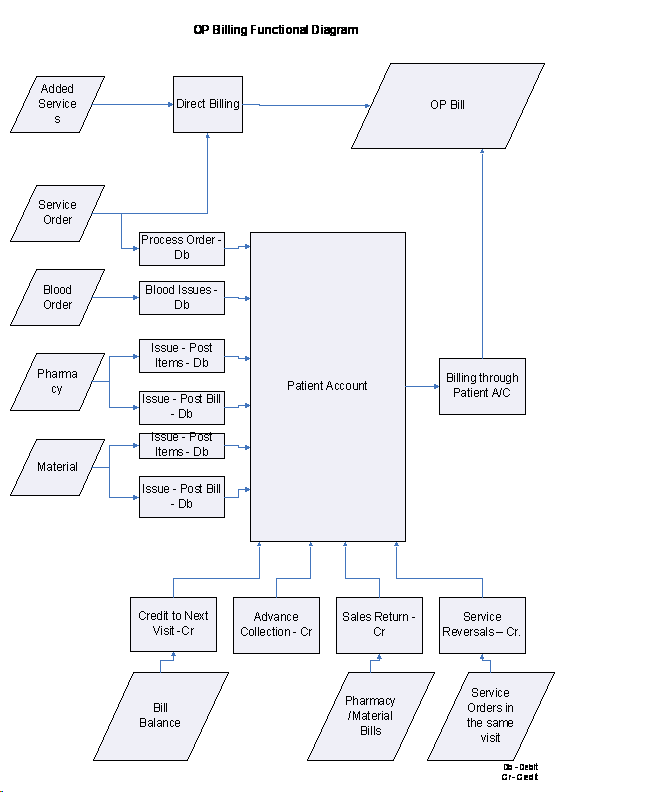 OP Billing Functional Diagram
Added
Service
s
Direct Billing
OP Bill
Service
Order
Process Order -
Db
Blood
Order
Blood Issues -
Db
Pharma
cy
Issue - Post
Items - Db
Issue - Post Bill
- Db
Patient Account
Billing through
Patient A/C
Material
Issue - Post
Items - Db
Issue - Post Bill
- Db
Credit to Next
Visit -Cr
Advance
Collection - Cr
Sales Return -
Cr
Service
Reversals – Cr.
Bill
Balance
Pharmacy
/Material
Bills
Service
Orders in
the same
visit
Db - Debit
Cr - Credit